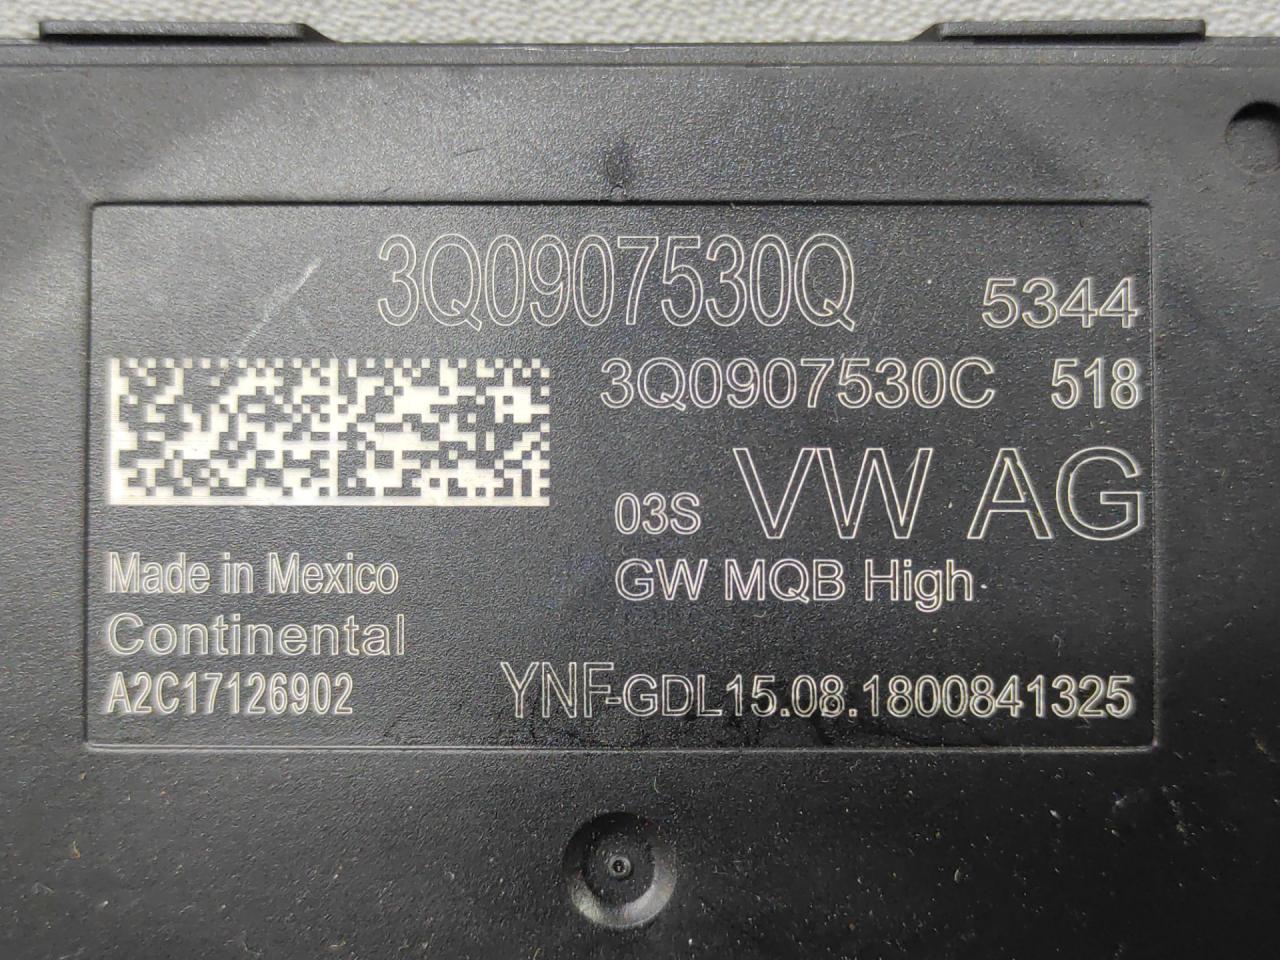 3Q0907530Q 5344
3Q0907530C 518
03S VW AG
Made in Mexico GW MQB High
Continental
A2C17126902 YNF-GDL15.08.1800841325